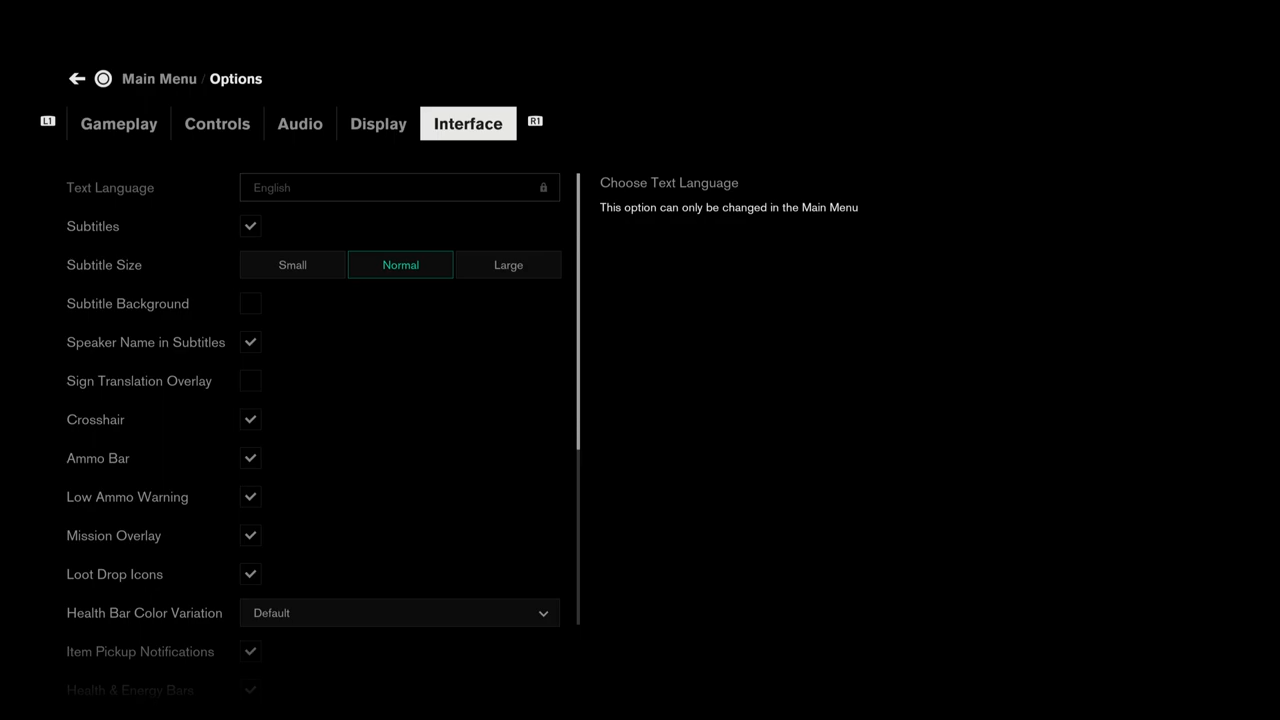 Main Menu / Options
L1 Gameplay Controls Audio Display Interface R1
Text Language English
Subtitles
Subtitle Size Small Normal Large
Subtitle Background
Speaker Name in Subtitles
Sign Translation Overlay
Crosshair
Ammo Bar
Low Ammo Warning
Mission Overlay
Loot Drop Icons
Health Bar Color Variation Default
Item Pickup Notifications
Health & Energy Bars
Choose Text Language
This option can only be changed in the Main Menu